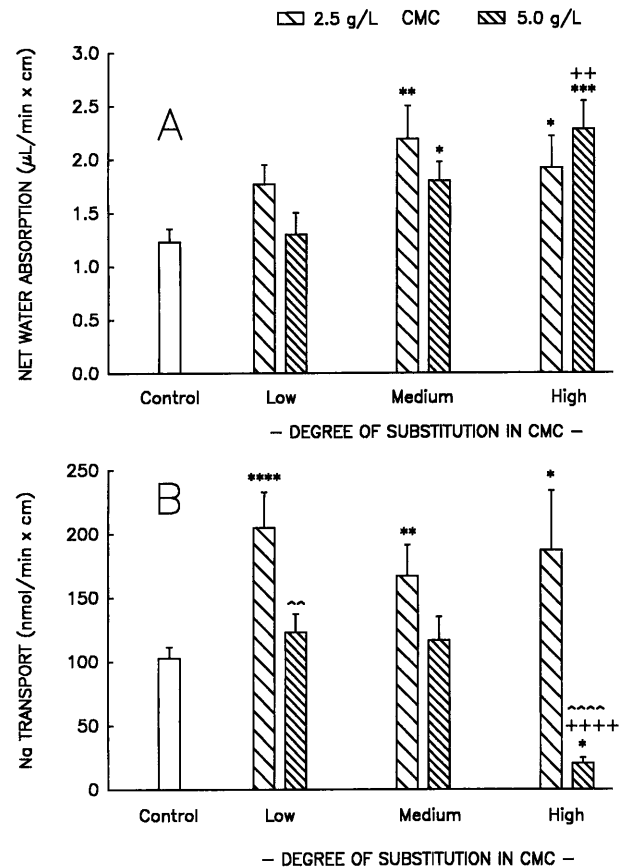 2.5 g/L CMC 5.0 g/L
A
NET WATER ABSORPTION (µL/min x cm)
3.0
2.5
2.0
1.5
1.0
0.5
0.0
**
*
*
++
***
Control Low Medium High
– DEGREE OF SUBSTITUTION IN CMC –
B
Na TRANSPORT (nmol/min x cm)
250
200
150
100
50
0
****
^^
**
*
^^^^
++++
*
Control Low Medium High
– DEGREE OF SUBSTITUTION IN CMC –